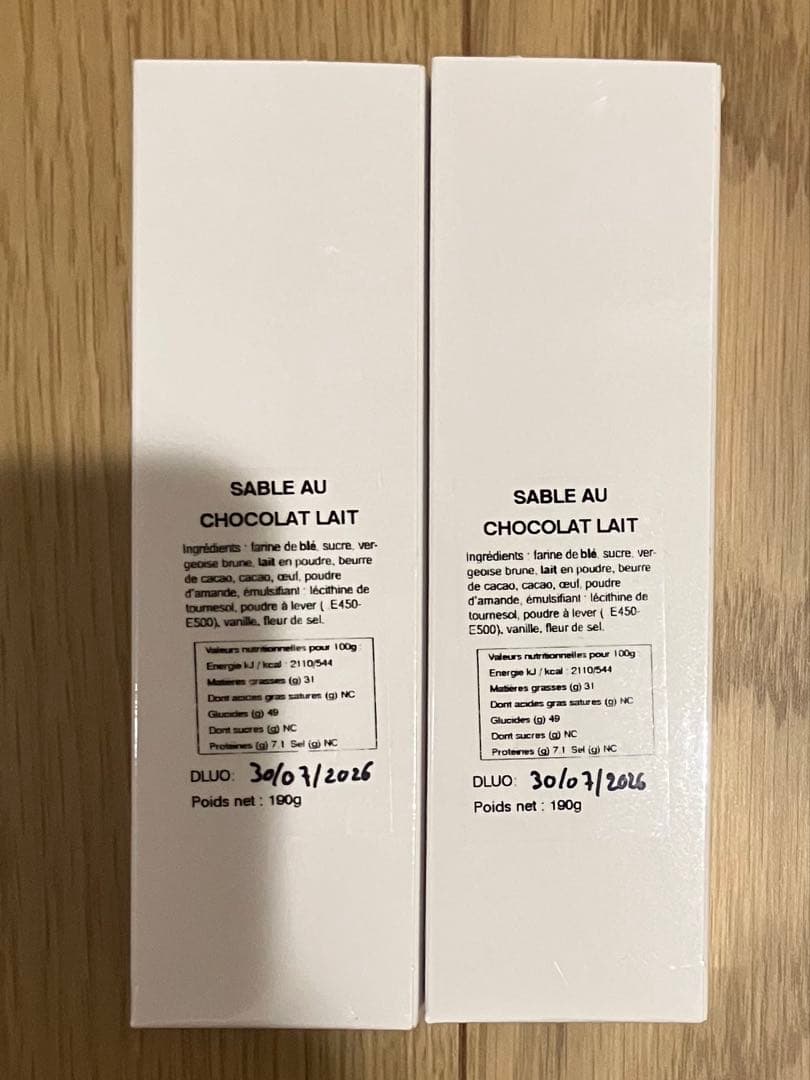 SABLE AU
CHOCOLAT LAIT
Ingrédients : farine de blé, sucre, ver-
geoise brune, lait en poudre, beurre
de cacao, cacao, œuf, poudre
d'amande, émulsifiant : lécithine de
tournesol, poudre à lever ( E450-
E500), vanille, fleur de sel.
Valeurs nutritionnelles pour 100g :
Energie kJ / kcal : 2110/544
Matières grasses (g) 31
Dont acides gras satures (g) NC
Glucides (g) 49
Dont sucres (g) NC
Proteines (g) 7.1 Sel (g) NC
DLUO: 30/07/2026
Poids net : 190g
SABLE AU
CHOCOLAT LAIT
Ingrédients : farine de blé, sucre, ver-
geoise brune, lait en poudre, beurre
de cacao, cacao, œuf, poudre
d'amande, émulsifiant : lécithine de
tournesol, poudre à lever ( E450-
E500), vanille, fleur de sel.
Valeurs nutritionnelles pour 100g :
Energie kJ / kcal : 2110/544
Matières grasses (g) 31
Dont acides gras satures (g) NC
Glucides (g) 49
Dont sucres (g) NC
Proteines (g) 7.1 Sel (g) NC
DLUO: 30/07/2026
Poids net : 190g